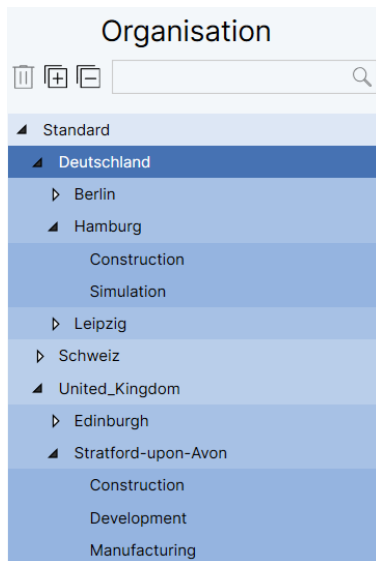 Organisation
Standard
Deutschland
Berlin
Hamburg
Construction
Simulation
Leipzig
Schweiz
United_Kingdom
Edinburgh
Stratford-upon-Avon
Construction
Development
Manufacturing